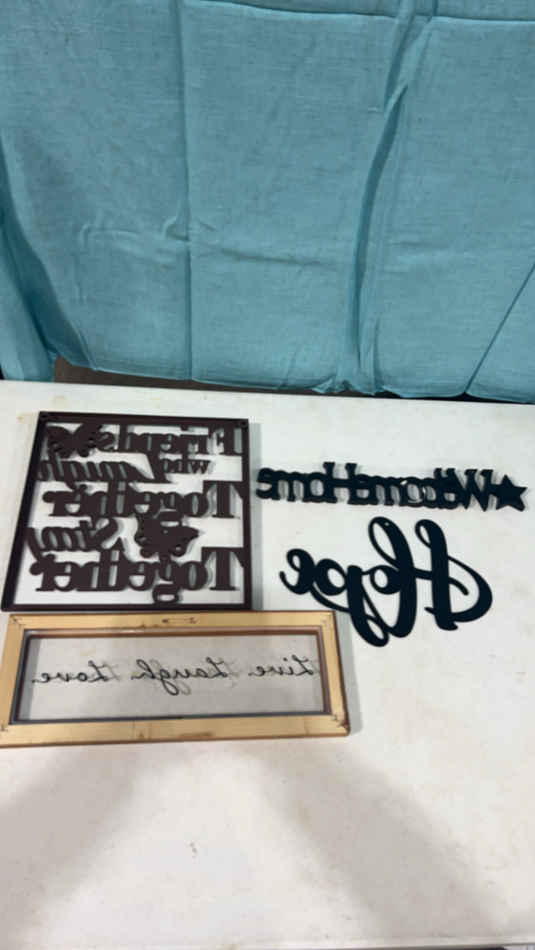 Friends
who Laugh
Together
Stay
Together
Welcome Home
Hope
Live. Laugh. Love.